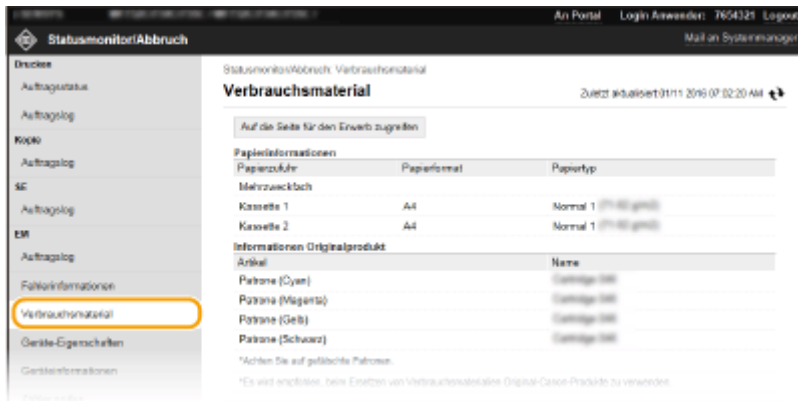 An Portal Login Anwender: 7654321 Logout
Statusmonitor/Abbruch Mail an Systemmanager
Drucken
Auftragsstatus
Auftragslog
Kopie
Auftragslog
SE
Auftragslog
EM
Auftragslog
Fehlerinformationen
Verbrauchsmaterial
Geräte-Eigenschaften
Geräteinformationen
Statusmonitor/Abbruch: Verbrauchsmaterial
Verbrauchsmaterial Zuletzt aktualisiert:01/11 2016 07:02:20 AM
Auf die Seite für den Erwerb zugreifen
Papierinformationen
Papierzufuhr Papierformat Papiertyp
Mehrzweckfach
Kassette 1 A4 Normal 1
Kassette 2 A4 Normal 1
Informationen Originalprodukt
Artikel Name
Patrone (Cyan)
Patrone (Magenta)
Patrone (Gelb)
Patrone (Schwarz)
*Achten Sie auf gefälschte Patronen.
*Es wird empfohlen, beim Ersetzen von Verbrauchsmaterialien Original-Canon-Produkte zu verwenden.